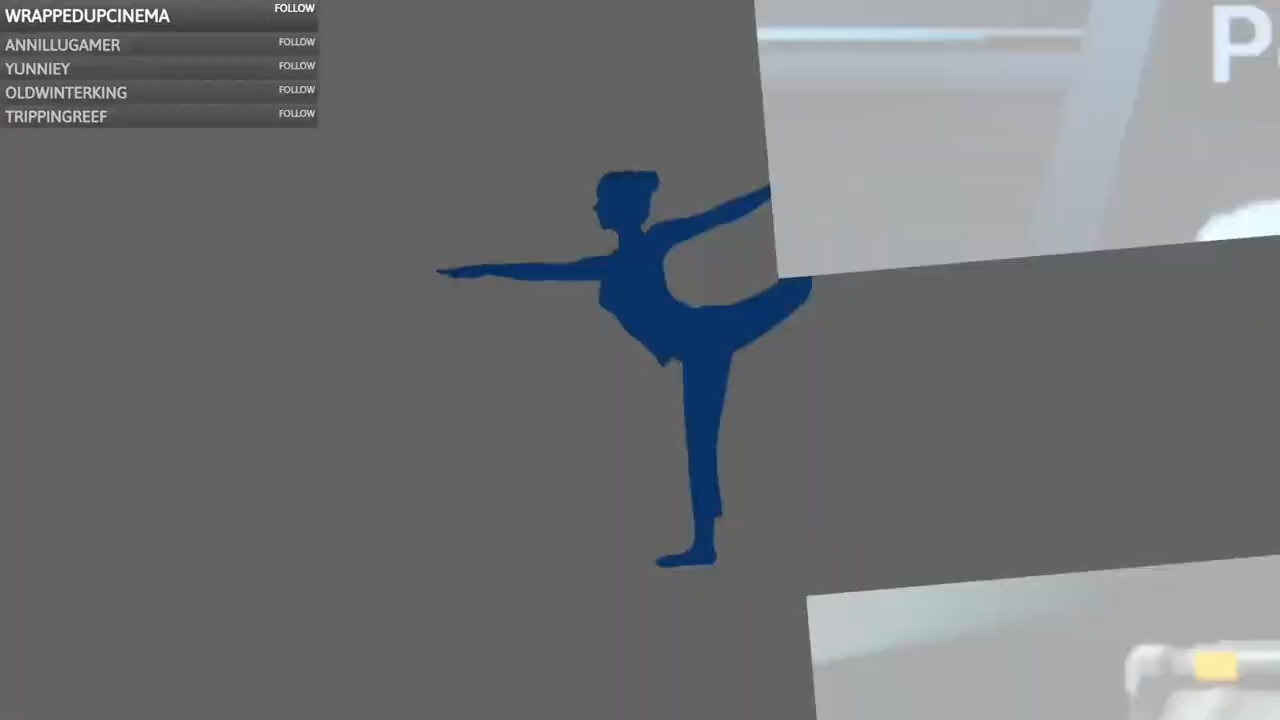 WRAPPEDUPCINEMA FOLLOW
ANNILLUGAMER FOLLOW
YUNNIEY FOLLOW
OLDWINTERKING FOLLOW
TRIPPINGREEF FOLLOW